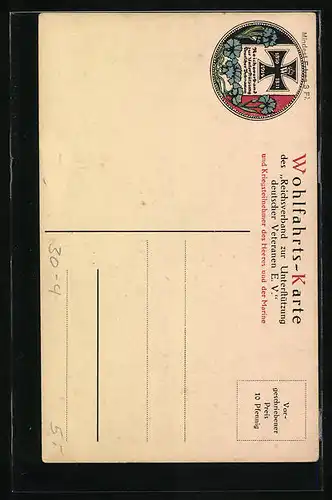 Wohlfahrts-Karte
des „Reichsverband zur Unterstützung
deutscher Veteranen E. V."
und Kriegsteilnehmer des Heeres und der Marine
Vor-
geschriebener
Preis
10 Pfennig
30-4
5-